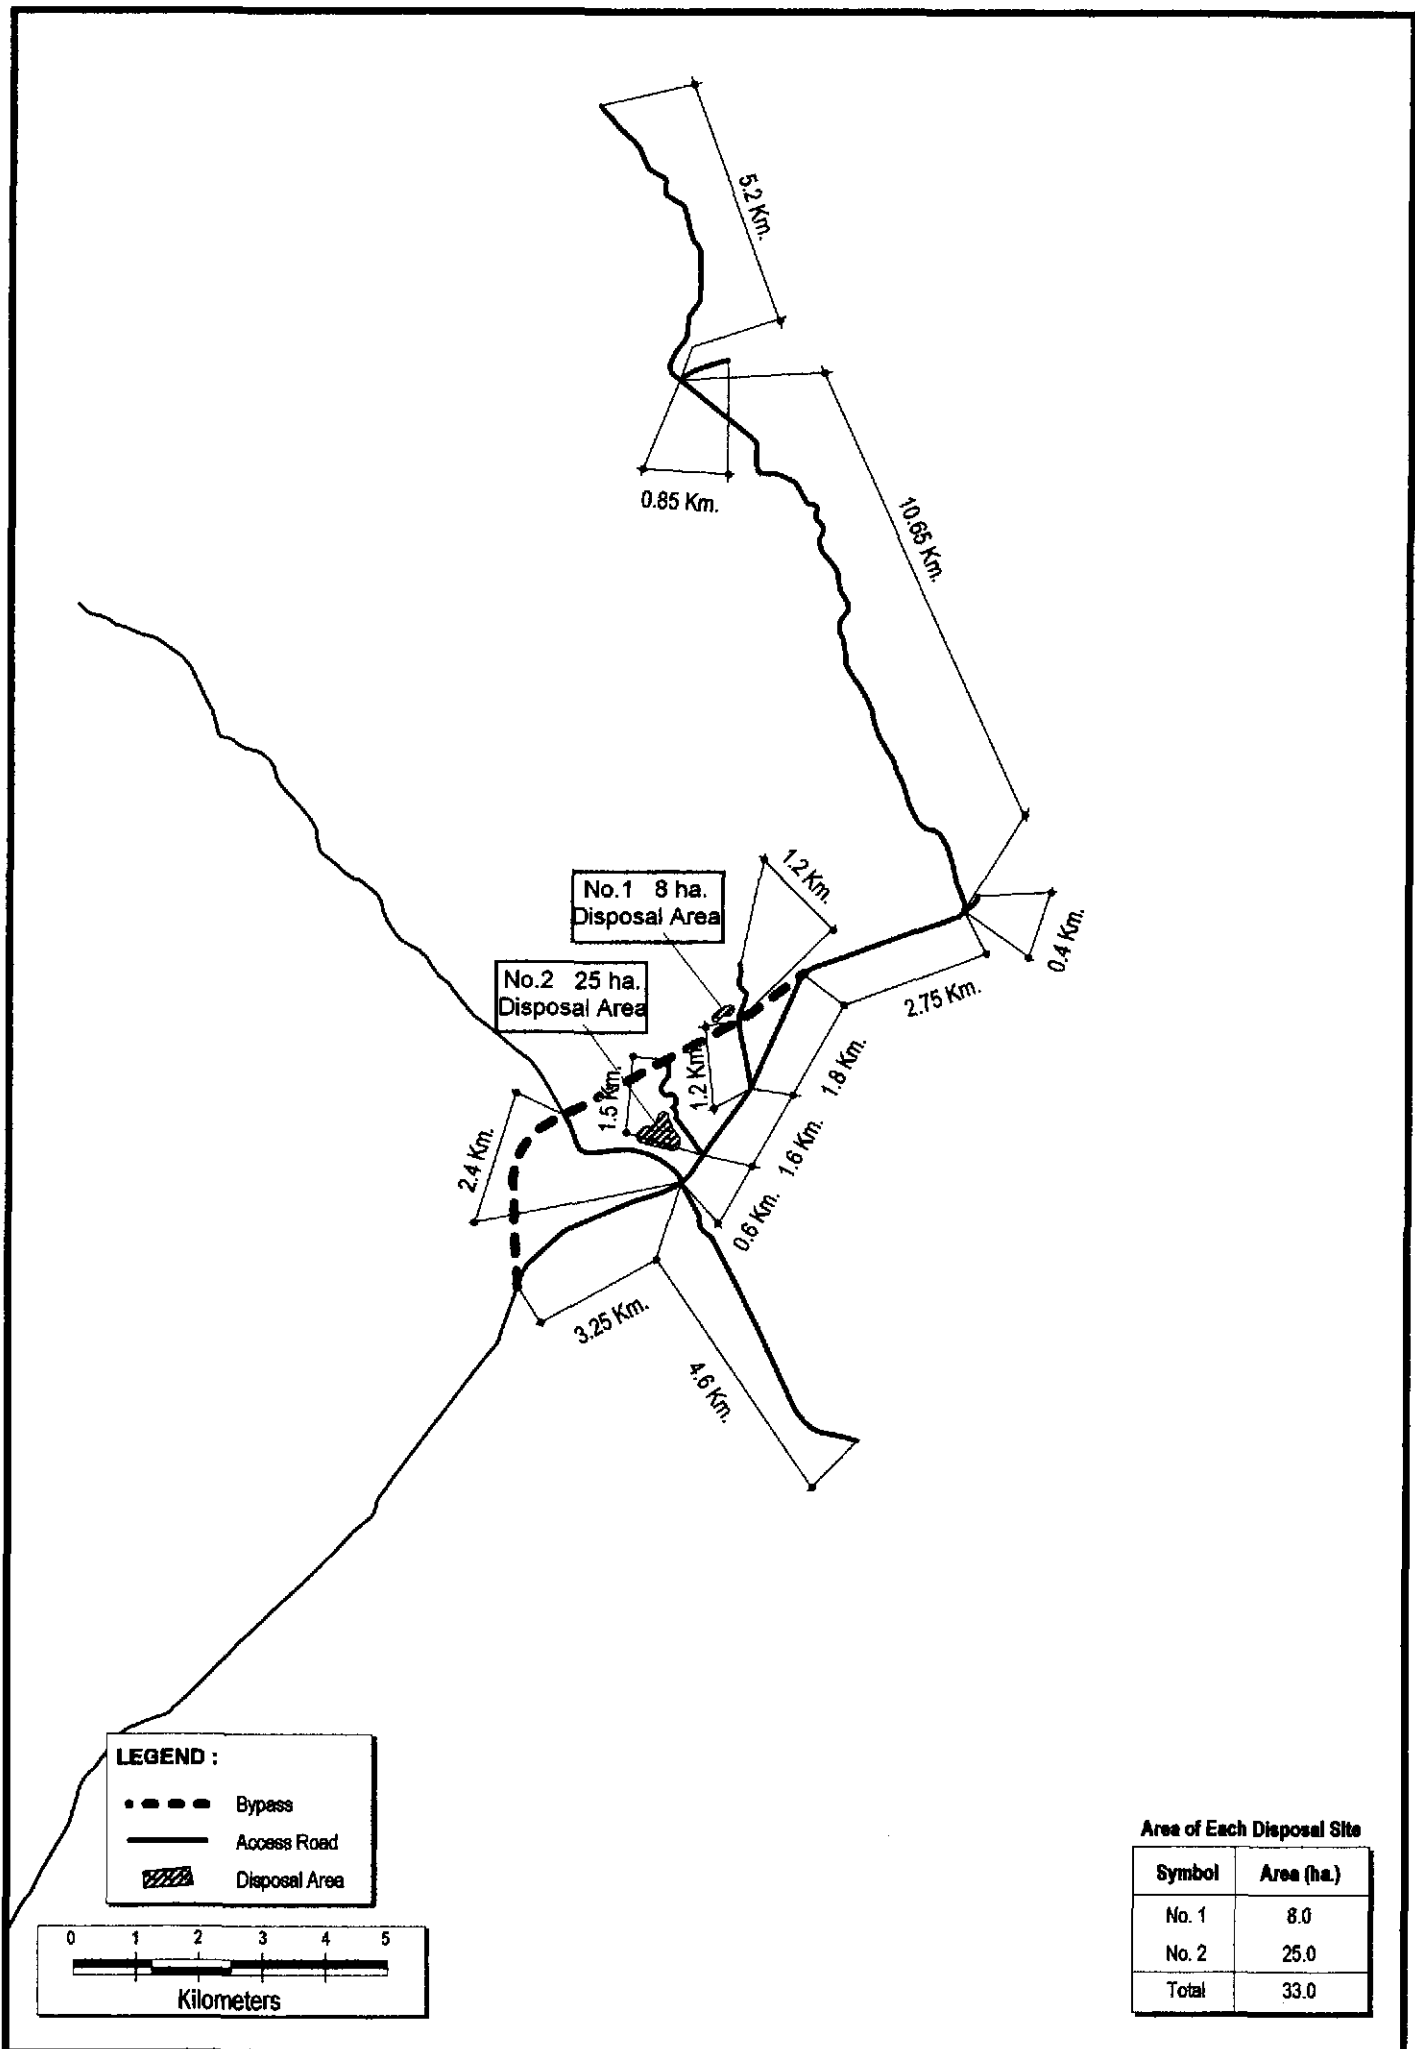 5.2 Km.
0.85 Km.
10.65 Km.
1.2 Km.
No.1 8 ha.
Disposal Area
0.4 Km.
No.2 25 ha.
Disposal Area
2.75 Km.
1.8 Km.
1.2 Km.
1.5 Km.
1.6 Km.
2.4 Km.
0.6 Km.
3.25 Km.
4.6 Km.
LEGEND :
Bypass
Access Road
Disposal Area
0 1 2 3 4 5
Kilometers
Area of Each Disposal Site
Symbol Area (ha.)
No. 1 8.0
No. 2 25.0
Total 33.0